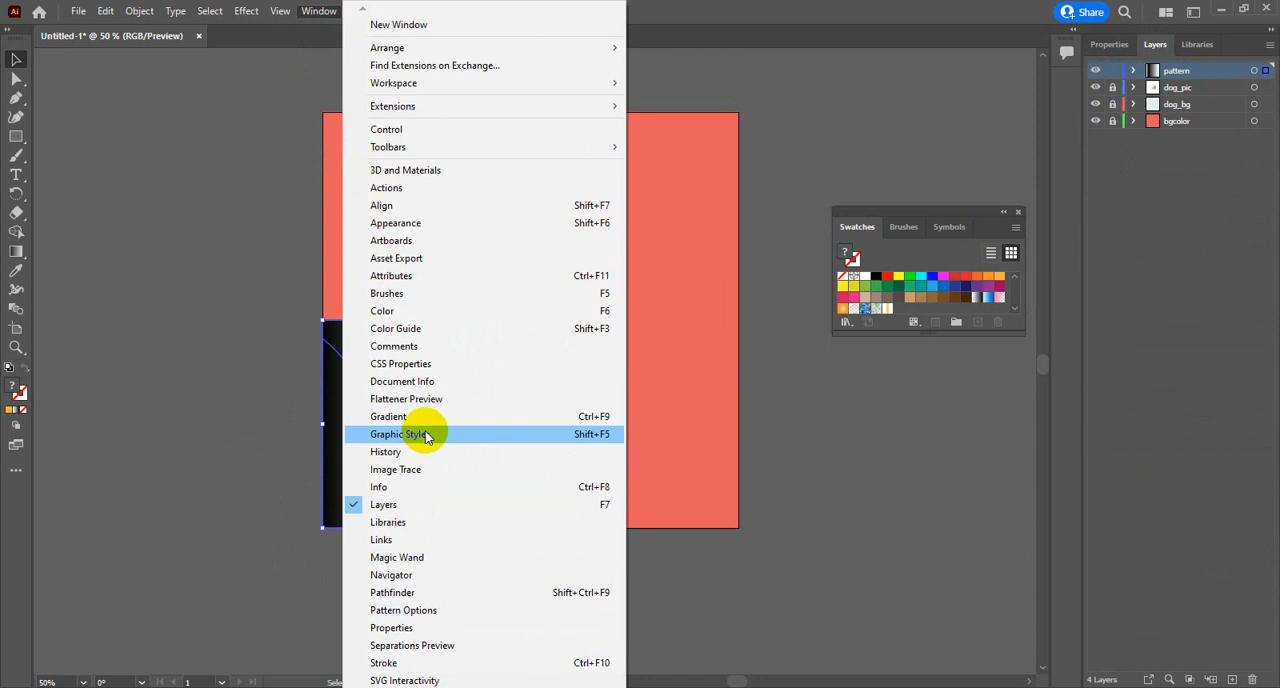 Ai File Edit Object Type Select Effect View Window Share
Untitled-1* @ 50 % (RGB/Preview) ×
New Window
Arrange
Find Extensions on Exchange...
Workspace
Extensions
Control
Toolbars
3D and Materials
Actions
Align Shift+F7
Appearance Shift+F6
Artboards
Asset Export
Attributes Ctrl+F11
Brushes F5
Color F6
Color Guide Shift+F3
Comments
CSS Properties
Document Info
Flattener Preview
Gradient Ctrl+F9
Graphic Styles Shift+F5
History
Image Trace
Info Ctrl+F8
Layers F7
Libraries
Links
Magic Wand
Navigator
Pathfinder Shift+Ctrl+F9
Pattern Options
Properties
Separations Preview
Stroke Ctrl+F10
SVG Interactivity
Swatches Brushes Symbols
Properties Layers Libraries
pattern
dog_pic
dog_bg
bgcolor
4 Layers
50% 0° 1